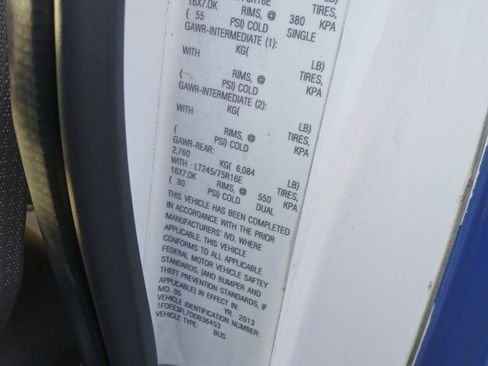 16X7.0K RIMS, @ 380 KPA
( 55 PSI) COLD SINGLE
GAWR-INTERMEDIATE (1):
KG( LB)
WITH TIRES,
RIMS, @ KPA
( PSI) COLD
GAWR-INTERMEDIATE (2):
KG( LB)
WITH TIRES,
RIMS, @ KPA
( PSI) COLD
GAWR-REAR: KG( 6,084 LB)
2,760
WITH LT245/75R16E TIRES,
16X7.0K RIMS, @ 550 KPA
( 80 PSI) COLD DUAL
THIS VEHICLE HAS BEEN COMPLETED
IN ACCORDANCE WITH THE PRIOR
MANUFACTURERS' IVD, WHERE
APPLICABLE. THIS VEHICLE
CONFORMS TO ALL APPLICABLE
FEDERAL MOTOR VEHICLE SAFTEY
STANDARDS, [AND BUMPER AND
THEFT PREVENTION STANDARDS, IF
APPLICABLE] IN EFFECT IN:
MO. 05 YR. 2013
VEHICLE IDENTIFICATION NUMBER:
1FDEE3FL7DDB36453
VEHICLE TYPE: BUS